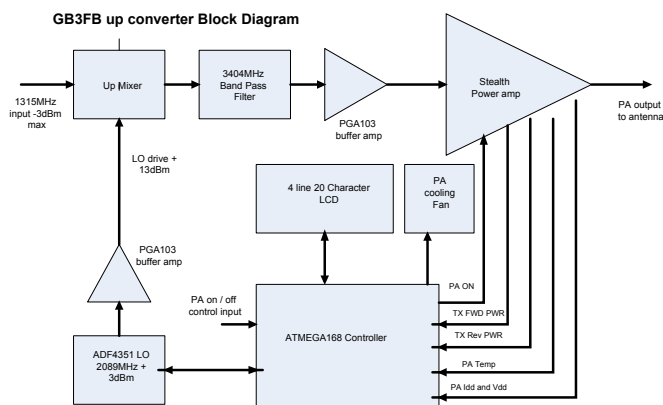 GB3FB up converter Block Diagram
Up Mixer
3404MHz
Band Pass
Filter
PGA103
buffer amp
Stealth
Power amp
1315MHz
input -3dBm
max
PA output
to antenna
LO drive +
13dBm
4 line 20 Character
LCD
PA
cooling
Fan
PGA103
buffer amp
PA ON
PA on / off
control input
TX FWD PWR
ATMEGA168 Controller
TX Rev PWR
ADF4351 LO
2089MHz +
3dBm
PA Temp
PA Idd and Vdd